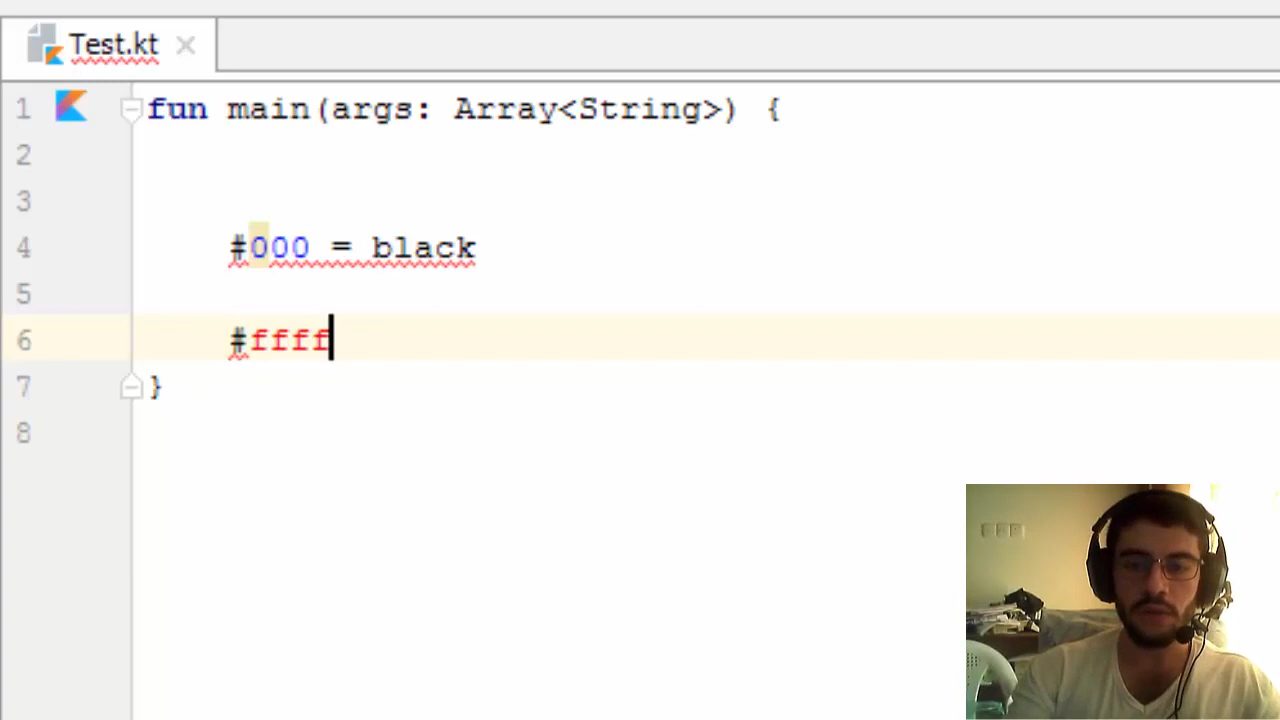 Test.kt
1 fun main(args: Array<String>) {
2
3
4 #000 = black
5
6 #ffff
7 }
8